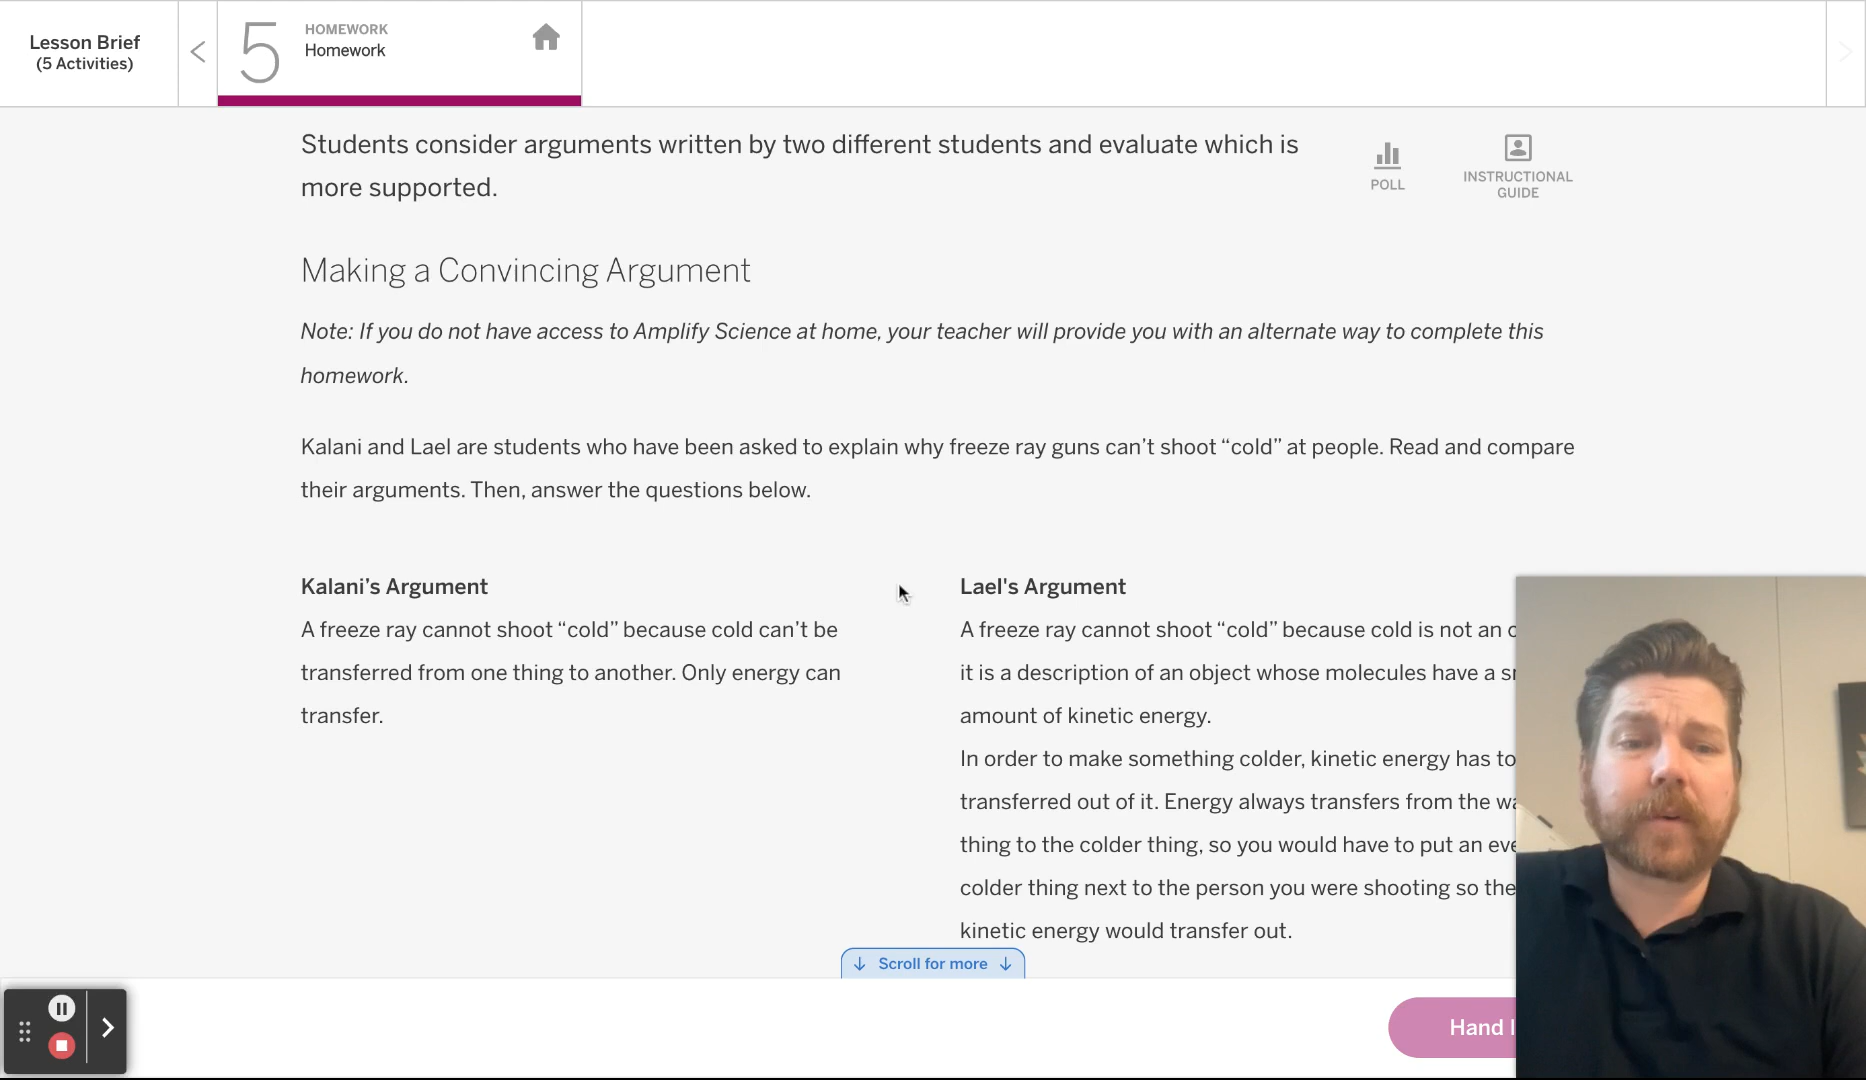 Lesson Brief
(5 Activities)
5
HOMEWORK
Homework
Students consider arguments written by two different students and evaluate which is
more supported.
POLL
INSTRUCTIONAL
GUIDE
Making a Convincing Argument
Note: If you do not have access to Amplify Science at home, your teacher will provide you with an alternate way to complete this
homework.
Kalani and Lael are students who have been asked to explain why freeze ray guns can’t shoot “cold” at people. Read and compare
their arguments. Then, answer the questions below.
Kalani’s Argument
A freeze ray cannot shoot “cold” because cold can’t be
transferred from one thing to another. Only energy can
transfer.
Lael's Argument
A freeze ray cannot shoot “cold” because cold is not an
it is a description of an object whose molecules have a
amount of kinetic energy.
In order to make something colder, kinetic energy has to
transferred out of it. Energy always transfers from the
thing to the colder thing, so you would have to put an
colder thing next to the person you were shooting so
kinetic energy would transfer out.
Scroll for more
Hand